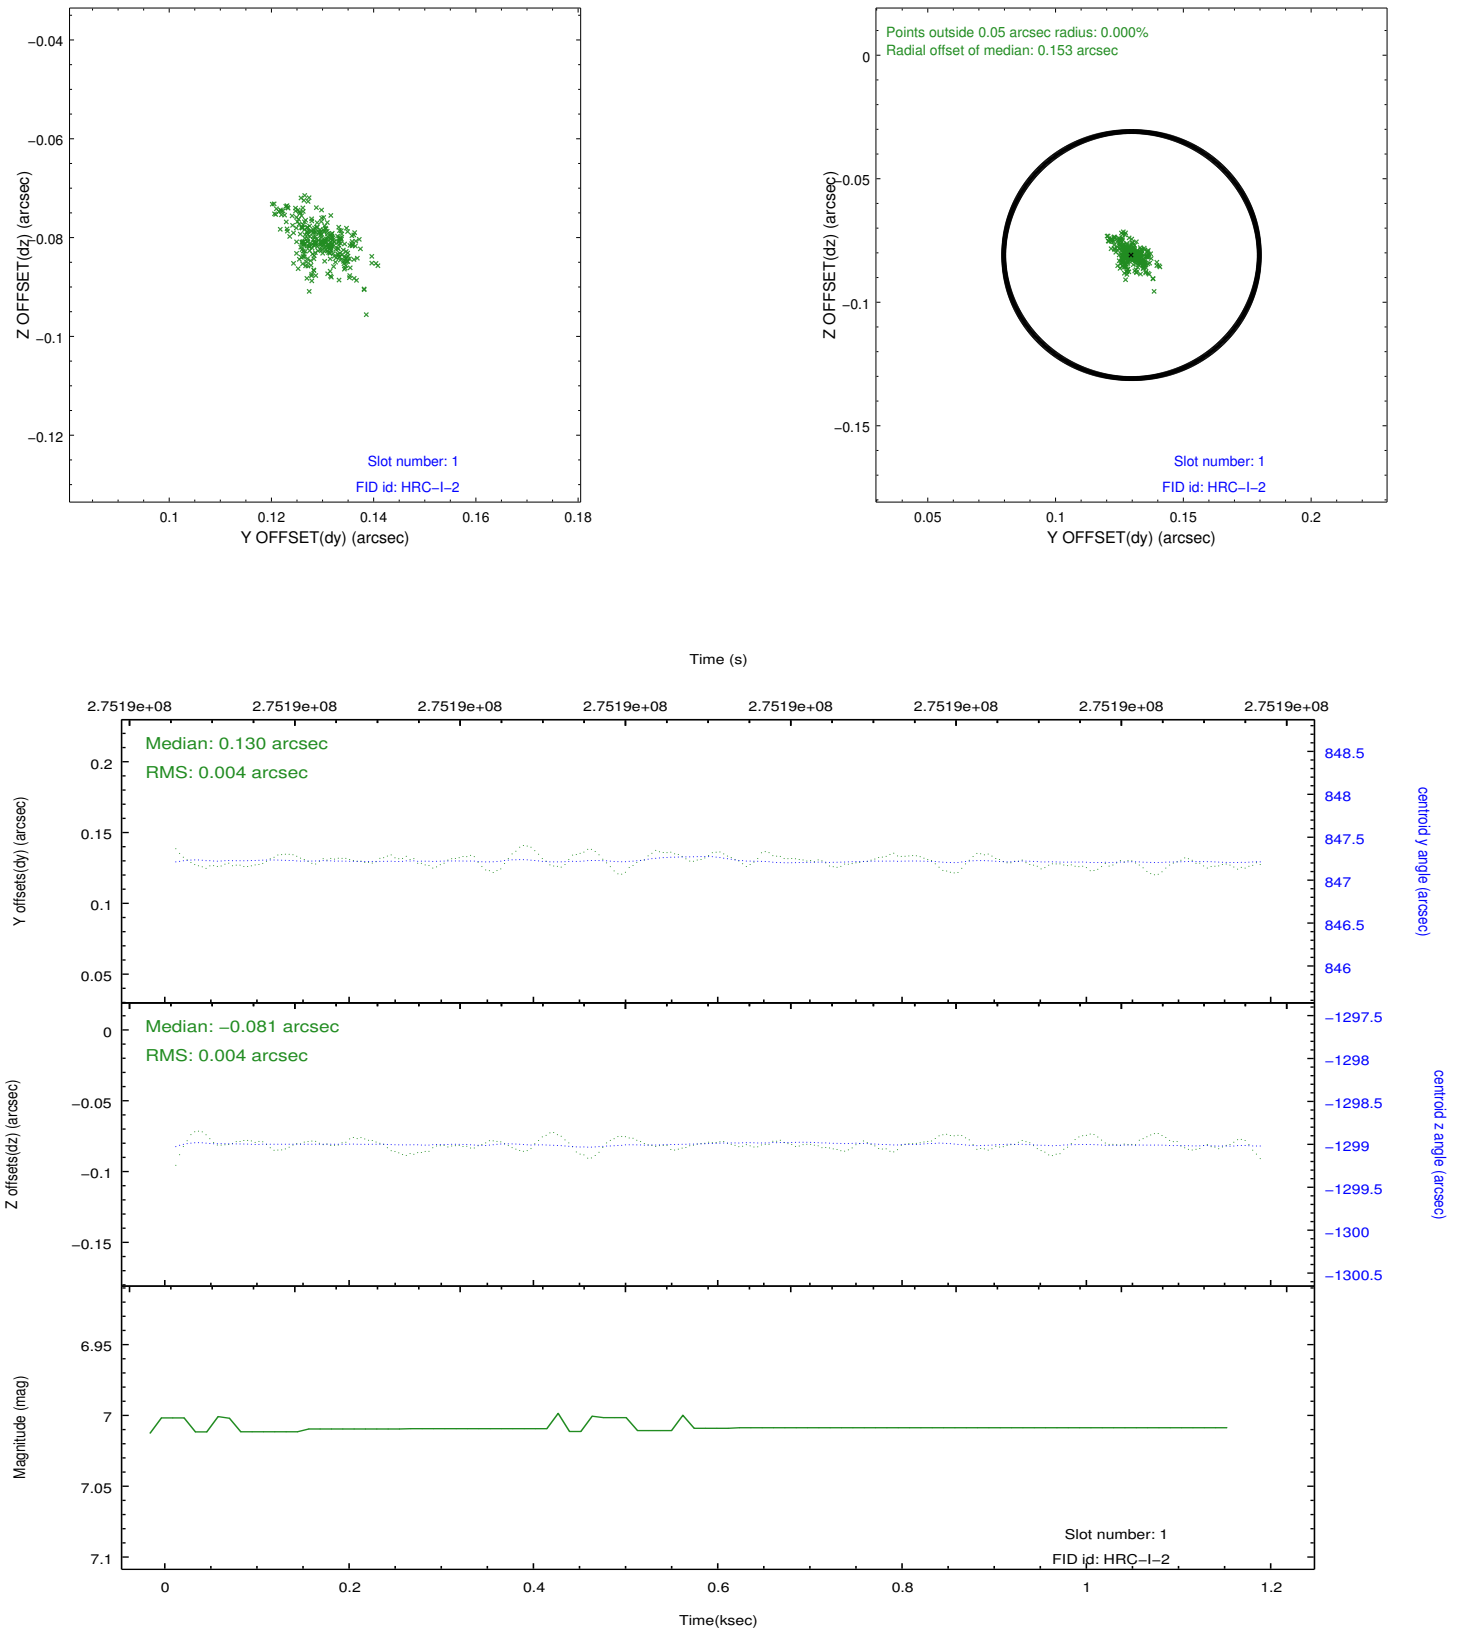 −0.04
−0.06
−0.08
−0.1
−0.12
Z OFFSET(dz) (arcsec)
Slot number: 1
FID id: HRC−I−2
0.1 0.12 0.14 0.16 0.18
Y OFFSET(dy) (arcsec)
Points outside 0.05 arcsec radius: 0.000%
Radial offset of median: 0.153 arcsec
0
−0.05
−0.1
−0.15
Z OFFSET(dz) (arcsec)
Slot number: 1
FID id: HRC−I−2
0.05 0.1 0.15 0.2
Y OFFSET(dy) (arcsec)
Time (s)
2.7519e+08 2.7519e+08 2.7519e+08 2.7519e+08 2.7519e+08 2.7519e+08 2.7519e+08 2.7519e+08
Median: 0.130 arcsec
RMS: 0.004 arcsec
0.2
0.15
0.1
0.05
Y offsets(dy) (arcsec)
848.5
848
847.5
847
846.5
846
centroid y angle (arcsec)
Median: −0.081 arcsec
RMS: 0.004 arcsec
0
−0.05
−0.1
−0.15
Z offsets(dz) (arcsec)
−1297.5
−1298
−1298.5
−1299
−1299.5
−1300
−1300.5
centroid z angle (arcsec)
6.95
7
7.05
7.1
Magnitude (mag)
Slot number: 1
FID id: HRC−I−2
0 0.2 0.4 0.6 0.8 1 1.2
Time(ksec)